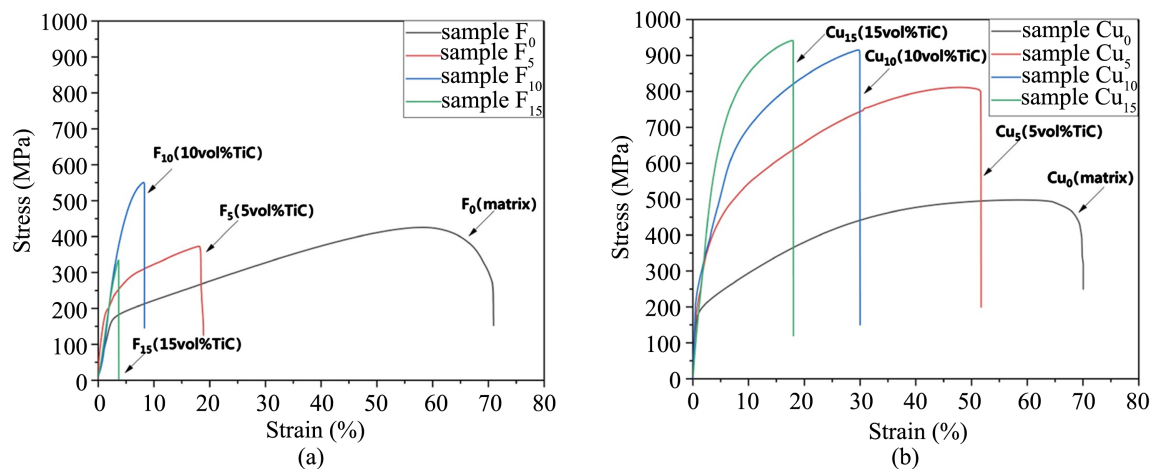 1000
900
800
700
600
500
400
300
200
100
0
Stress (MPa)
sample F0
sample F5
sample F10
sample F15
F10(10vol%TiC)
F5(5vol%TiC)
F0(matrix)
F15(15vol%TiC)
0 10 20 30 40 50 60 70 80
Strain (%)
(a)
1000
900
800
700
600
500
400
300
200
100
0
Stress (MPa)
sample Cu0
sample Cu5
sample Cu10
sample Cu15
Cu15(15vol%TiC)
Cu10(10vol%TiC)
Cu5(5vol%TiC)
Cu0(matrix)
0 10 20 30 40 50 60 70 80
Strain (%)
(b)